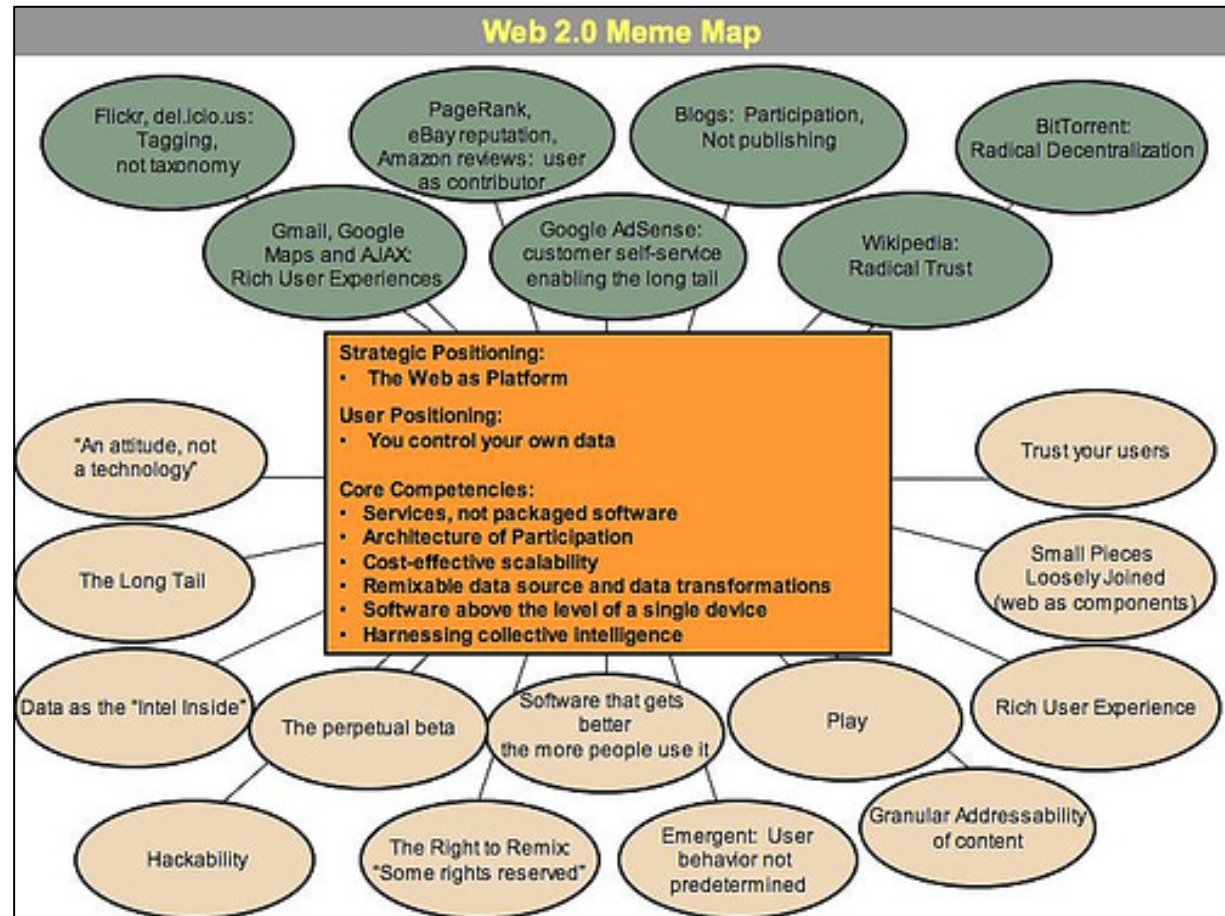 Web 2.0 Meme Map
Flickr, del.icio.us:
Tagging,
not taxonomy
PageRank,
eBay reputation,
Amazon reviews: user
as contributor
Blogs: Participation,
Not publishing
BitTorrent:
Radical Decentralization
Gmail, Google
Maps and AJAX:
Rich User Experiences
Google AdSense:
customer self-service
enabling the long tail
Wikipedia:
Radical Trust
Strategic Positioning:
• The Web as Platform
User Positioning:
• You control your own data
Core Competencies:
• Services, not packaged software
• Architecture of Participation
• Cost-effective scalability
• Remixable data source and data transformations
• Software above the level of a single device
• Harnessing collective intelligence
"An attitude, not
a technology"
Trust your users
The Long Tail
Small Pieces
Loosely Joined
(web as components)
Data as the "Intel Inside"
The perpetual beta
Software that gets
better
the more people use it
Play
Rich User Experience
Hackability
The Right to Remix:
"Some rights reserved"
Emergent: User
behavior not
predetermined
Granular Addressability
of content